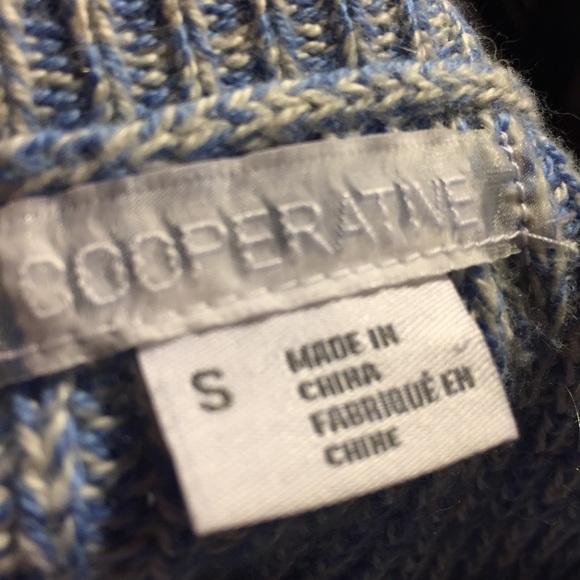 COOPERATIVE
S
MADE IN
CHINA
FABRIQUÉ EN
CHINE